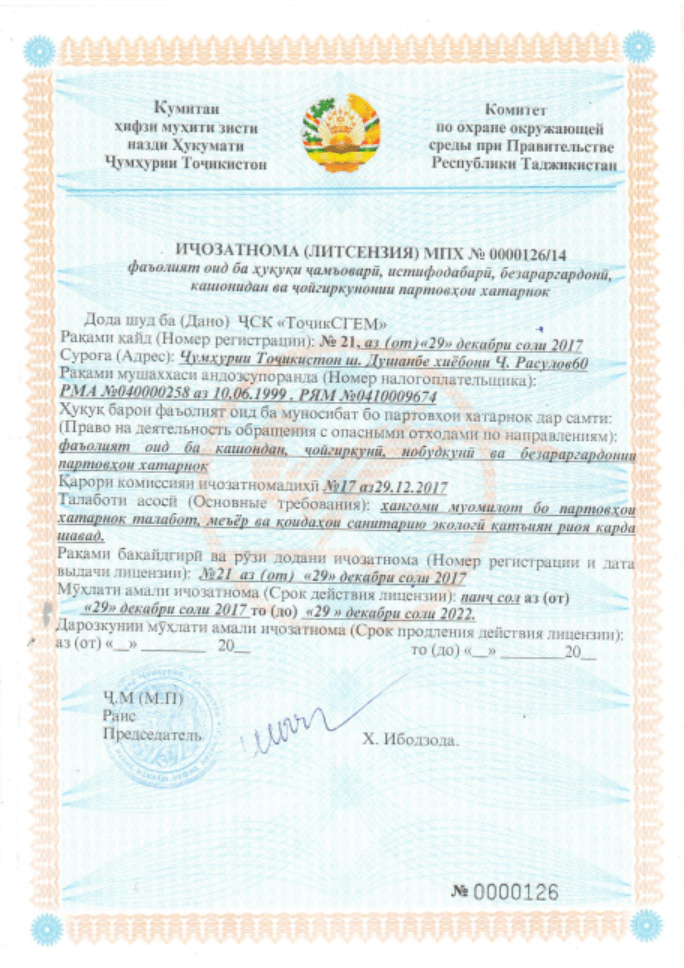 Кумитаи
ҳифзи муҳити зисти
назди Ҳукумати
Ҷумҳурии Тоҷикистон
Комитет
по охране окружающей
среды при Правительстве
Республики Таджикистан
ИҶОЗАТНОМА (ЛИТСЕНЗИЯ) МПХ № 0000126/14
фаъолият оид ба ҳуқуқи ҷамъоварӣ, истифодабарӣ, безараргардонӣ,
кашонидан ва ҷойгиркунонии партовҳои хатарнок
Дода шуд ба (Дано) ҶСК «ТоҷикСГЕМ»
Рақами қайд (Номер регистрации): № 21, аз (от)«29» декабри соли 2017
Суроға (Адрес): Ҷумҳурии Тоҷикистон ш. Душанбе хиёбони Ҷ. Расулов60
Рақами мушаххаси андозсупоранда (Номер налогоплательщика):
РМА №040000258 аз 10.06.1999 . РЯМ №0410009674
Ҳуқуқ барои фаъолият оид ба муносибат бо партовҳои хатарнок дар самти:
(Право на деятельность обращения с опасными отходами по направлениям):
фаъолият оид ба кашондан, ҷойгиркунӣ, нобудкунӣ ва безараргардонии
партовҳои хатарнок
Қарори комиссияи иҷозатномадиҳӣ №17 аз29.12.2017
Талаботи асосӣ (Основные требования): ҳангоми муомилот бо партовҳои
хатарнок талабот, меъёр ва қоидаҳои санитарию экологӣ қатъиян риоя карда
шавад.
Рақами бақайдгирӣ ва рӯзи додани иҷозатнома (Номер регистрации и дата
выдачи лицензии): №21 аз (от) «29» декабри соли 2017
Мӯҳлати амали иҷозатнома (Срок действия лицензии): панҷ сол аз (от)
«29» декабри соли 2017 то (до) «29 » декабри соли 2022.
Дарозкунии мӯҳлати амали иҷозатнома (Срок продления действия лицензии):
аз (от) «__» ________ 20__ то (до) «__» ________20__
Ҷ.М (М.П)
Раис
Председатель
Х. Ибодзода.
№ 0000126